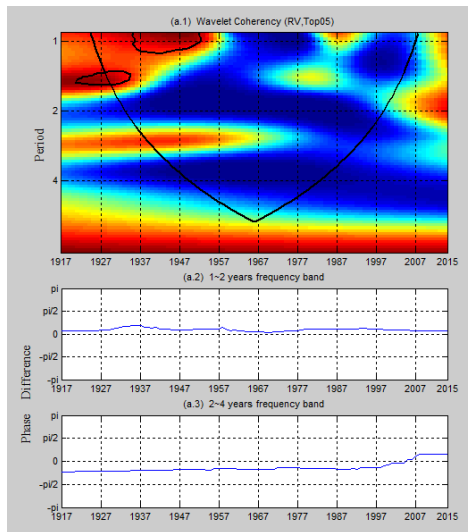 (a.1) Wavelet Coherency (RV,Top05)
1
2
4
Period
1917 1927 1937 1947 1957 1967 1977 1987 1997 2007 2015
(a.2) 1~2 years frequency band
pi
pi/2
0
-pi/2
pi
1917 1927 1937 1947 1957 1967 1977 1987 1997 2007 2015
(a.3) 2~4 years frequency band
pi
pi/2
0
-pi/2
pi
1917 1927 1937 1947 1957 1967 1977 1987 1997 2007 2015
Phase Difference